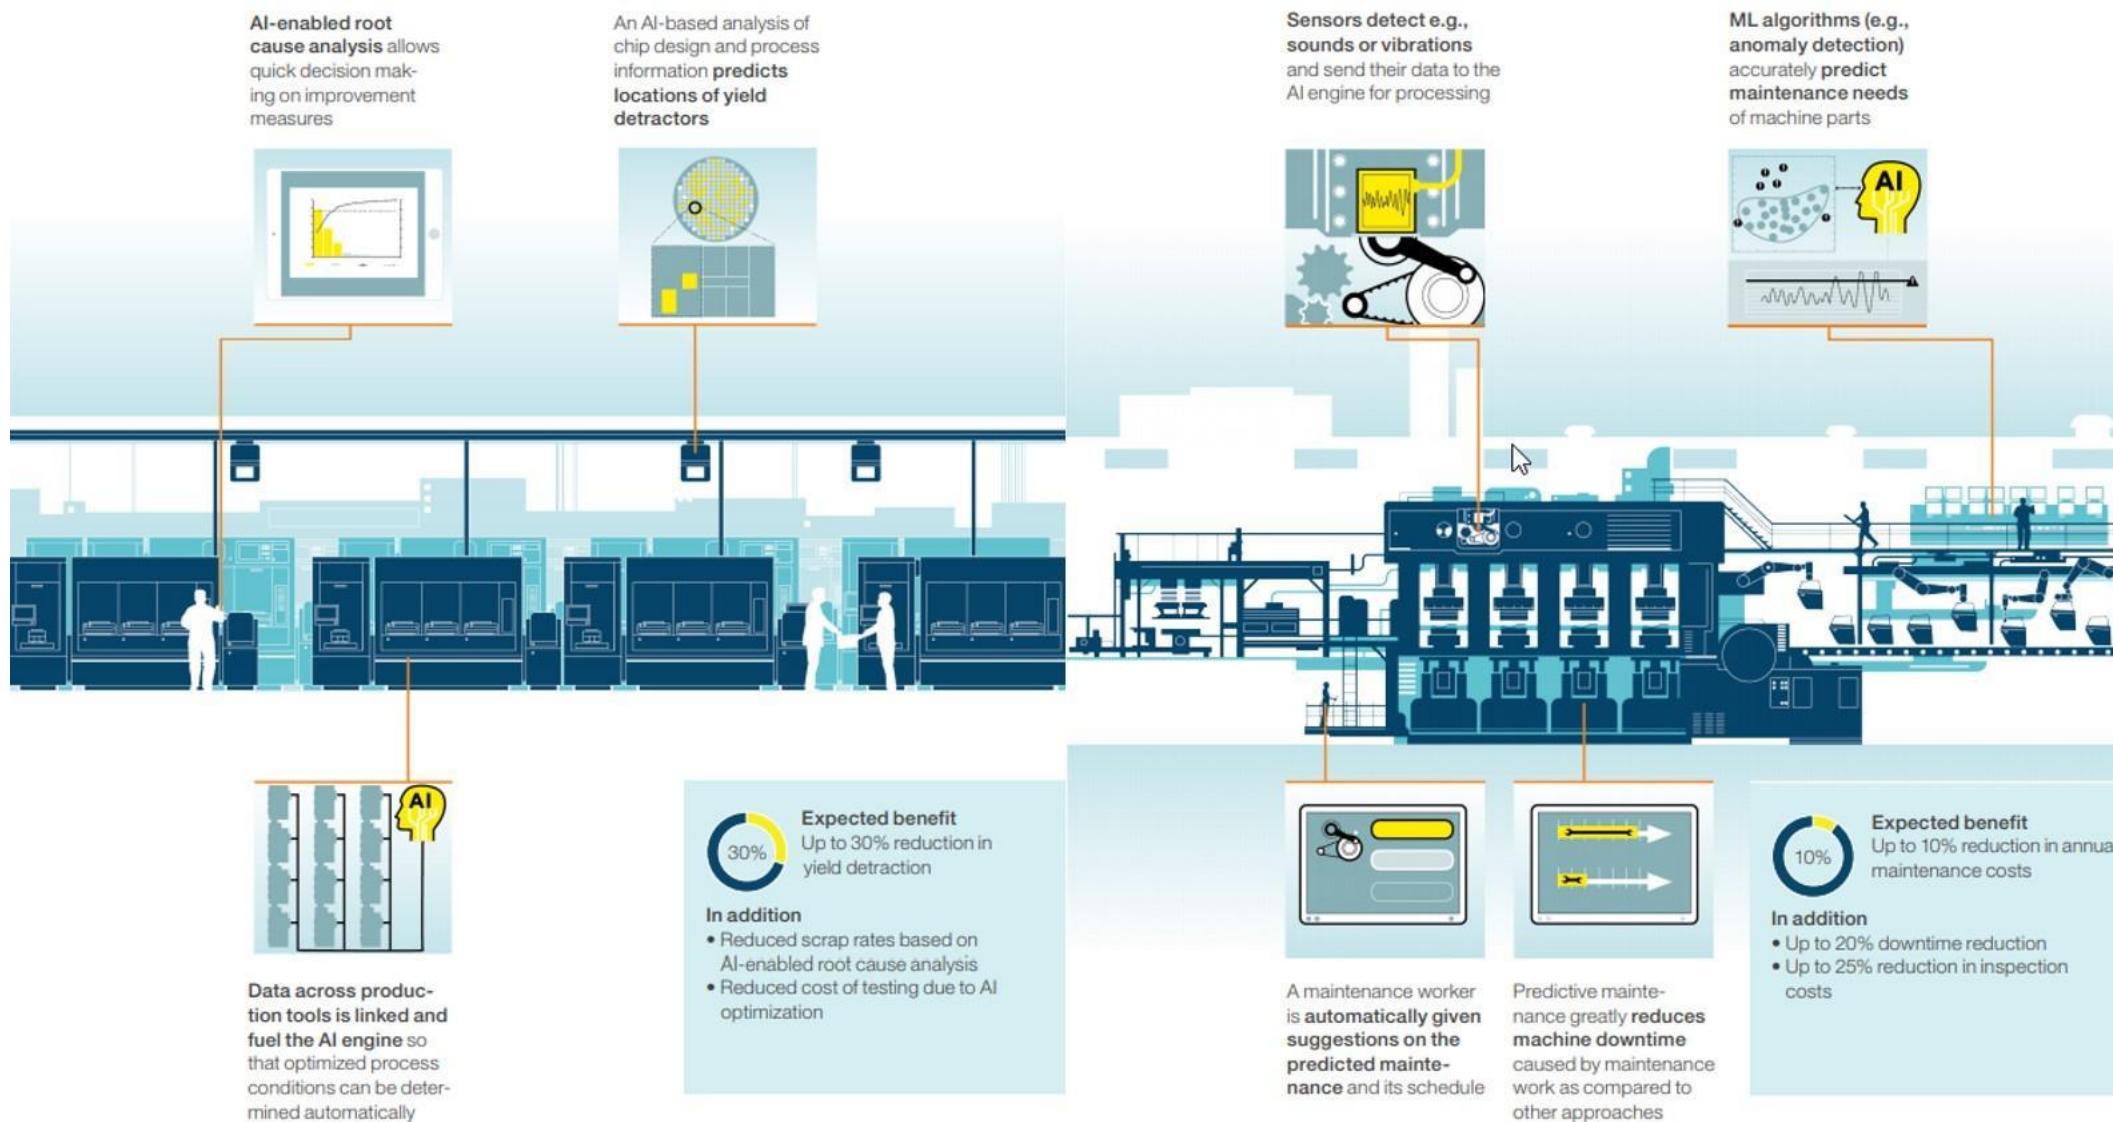 AI-enabled root
cause analysis allows
quick decision mak-
ing on improvement
measures
An AI-based analysis of
chip design and process
information predicts
locations of yield
detractors
Sensors detect e.g.,
sounds or vibrations
and send their data to the
AI engine for processing
ML algorithms (e.g.,
anomaly detection)
accurately predict
maintenance needs
of machine parts
AI
AI
30%
Expected benefit
Up to 30% reduction in
yield detraction
In addition
• Reduced scrap rates based on
AI-enabled root cause analysis
• Reduced cost of testing due to AI
optimization
Data across produc-
tion tools is linked and
fuel the AI engine so
that optimized process
conditions can be deter-
mined automatically
A maintenance worker
is automatically given
suggestions on the
predicted mainte-
nance and its schedule
Predictive mainte-
nance greatly reduces
machine downtime
caused by maintenance
work as compared to
other approaches
10%
Expected benefit
Up to 10% reduction in annua
maintenance costs
In addition
• Up to 20% downtime reduction
• Up to 25% reduction in inspection
costs